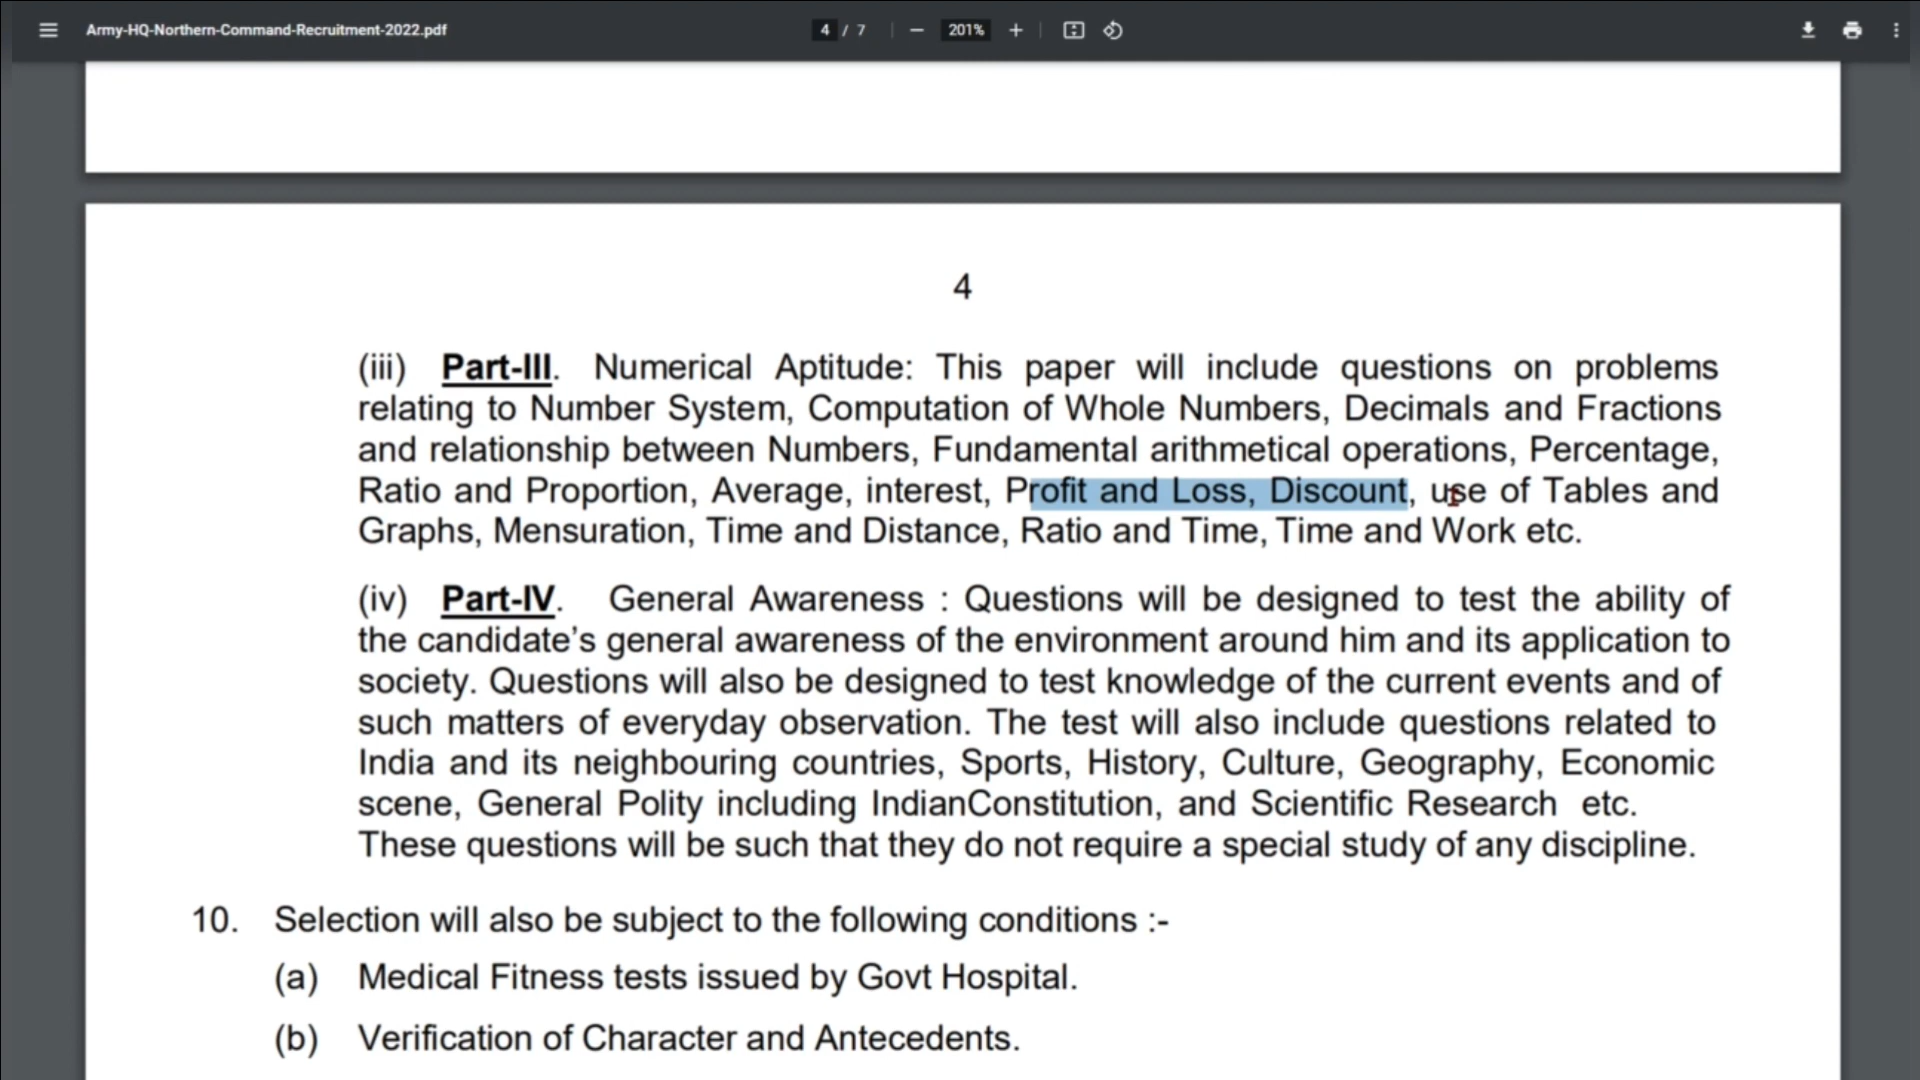 Army-HQ-Northern-Command-Recruitment-2022.pdf 4 / 7 — 201% +
4
(iii) Part-III. Numerical Aptitude: This paper will include questions on problems
relating to Number System, Computation of Whole Numbers, Decimals and Fractions
and relationship between Numbers, Fundamental arithmetical operations, Percentage,
Ratio and Proportion, Average, interest, Profit and Loss, Discount, use of Tables and
Graphs, Mensuration, Time and Distance, Ratio and Time, Time and Work etc.
(iv) Part-IV. General Awareness : Questions will be designed to test the ability of
the candidate’s general awareness of the environment around him and its application to
society. Questions will also be designed to test knowledge of the current events and of
such matters of everyday observation. The test will also include questions related to
India and its neighbouring countries, Sports, History, Culture, Geography, Economic
scene, General Polity including IndianConstitution, and Scientific Research etc.
These questions will be such that they do not require a special study of any discipline.
10. Selection will also be subject to the following conditions :-
(a) Medical Fitness tests issued by Govt Hospital.
(b) Verification of Character and Antecedents.